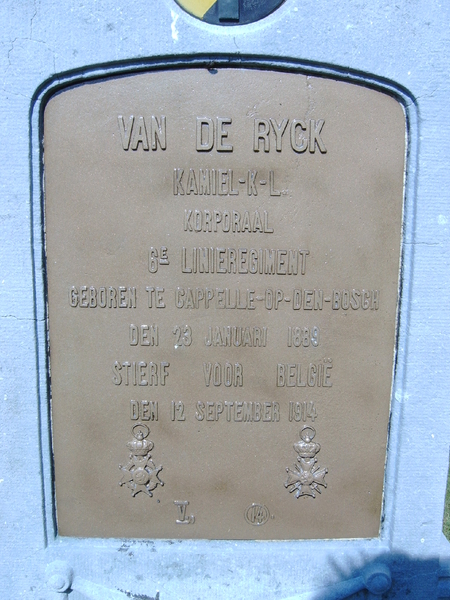 VAN DE RYCK
KAMIEL-K-L
KORPORAAL
6E LINIEREGIMENT
GEBOREN TE CAPPELLE-OP-DEN-BOSCH
DEN 23 JANUARI 1889
STIERF VOOR BELGIË
DEN 12 SEPTEMBER 1914
V.